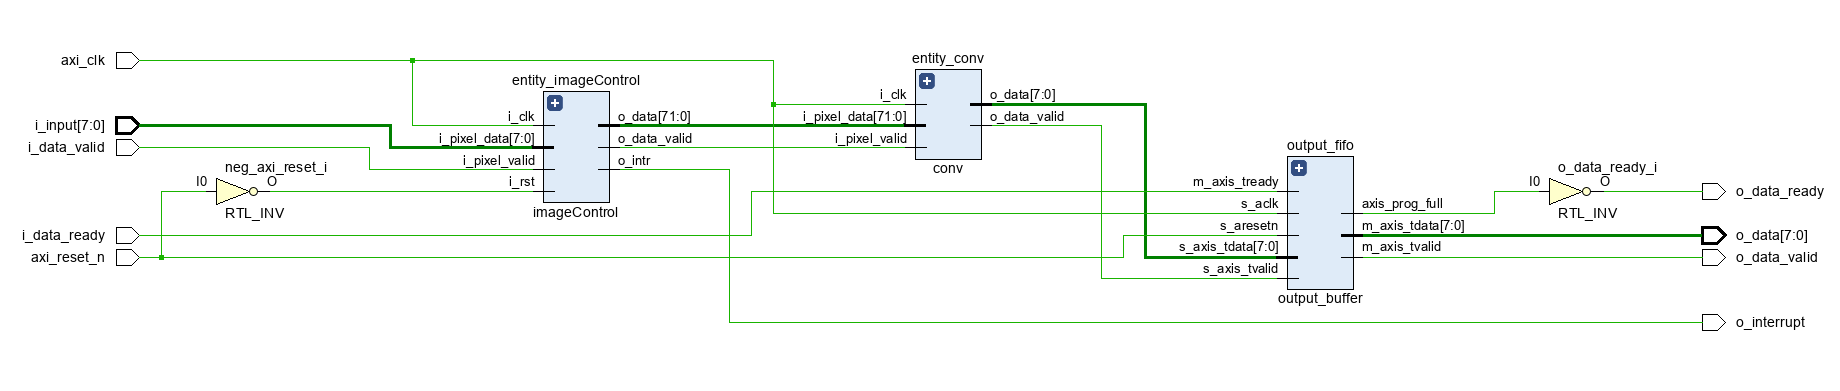 axi_clk
i_input[7:0]
i_data_valid
i_data_ready
axi_reset_n
neg_axi_reset_i
I0
O
RTL_INV
entity_imageControl
i_clk
i_pixel_data[7:0]
i_pixel_valid
i_rst
o_data[71:0]
o_data_valid
o_intr
imageControl
entity_conv
i_clk
i_pixel_data[71:0]
i_pixel_valid
o_data[7:0]
o_data_valid
conv
output_fifo
m_axis_tready
s_aclk
s_aresetn
s_axis_tdata[7:0]
s_axis_tvalid
axis_prog_full
m_axis_tdata[7:0]
m_axis_tvalid
output_buffer
o_data_ready_i
I0
O
RTL_INV
o_data_ready
o_data[7:0]
o_data_valid
o_interrupt